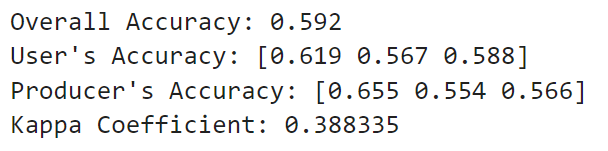 Overall Accuracy: 0.592
User's Accuracy: [0.619 0.567 0.588]
Producer's Accuracy: [0.655 0.554 0.566]
Kappa Coefficient: 0.388335